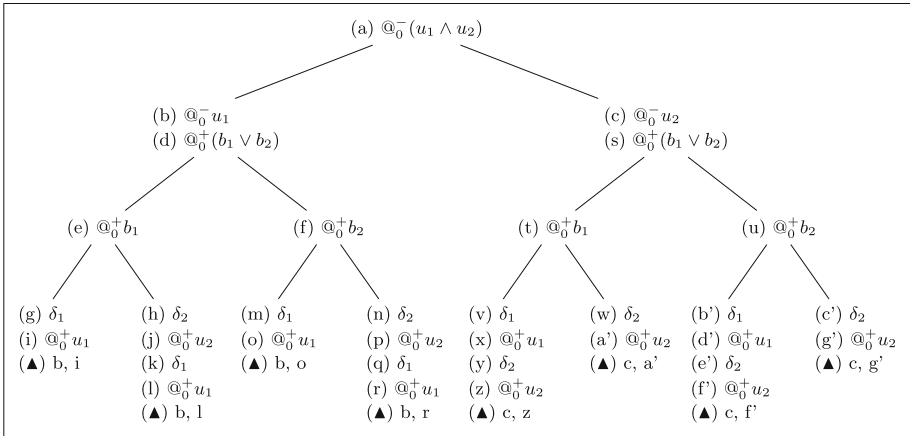 (a) @₀⁻(u₁ ∧ u₂)
(b) @₀⁻u₁ (c) @₀⁻u₂
(d) @₀⁺(b₁ ∨ b₂) (s) @₀⁺(b₁ ∨ b₂)
(e) @₀⁺b₁ (f) @₀⁺b₂ (t) @₀⁺b₁ (u) @₀⁺b₂
(g) δ₁ (h) δ₂ (m) δ₁ (n) δ₂ (v) δ₁ (w) δ₂ (b') δ₁ (c') δ₂
(i) @₀⁺u₁ (j) @₀⁺u₂ (o) @₀⁺u₁ (p) @₀⁺u₂ (x) @₀⁺u₁ (a') @₀⁺u₂ (d') @₀⁺u₁ (g') @₀⁺u₂
(▲) b, i (k) δ₁ (▲) b, o (q) δ₁ (y) δ₂ (▲) c, a' (e') δ₂ (▲) c, g'
(l) @₀⁺u₁ (r) @₀⁺u₁ (z) @₀⁺u₂ (f') @₀⁺u₂
(▲) b, l (▲) b, r (▲) c, z (▲) c, f'